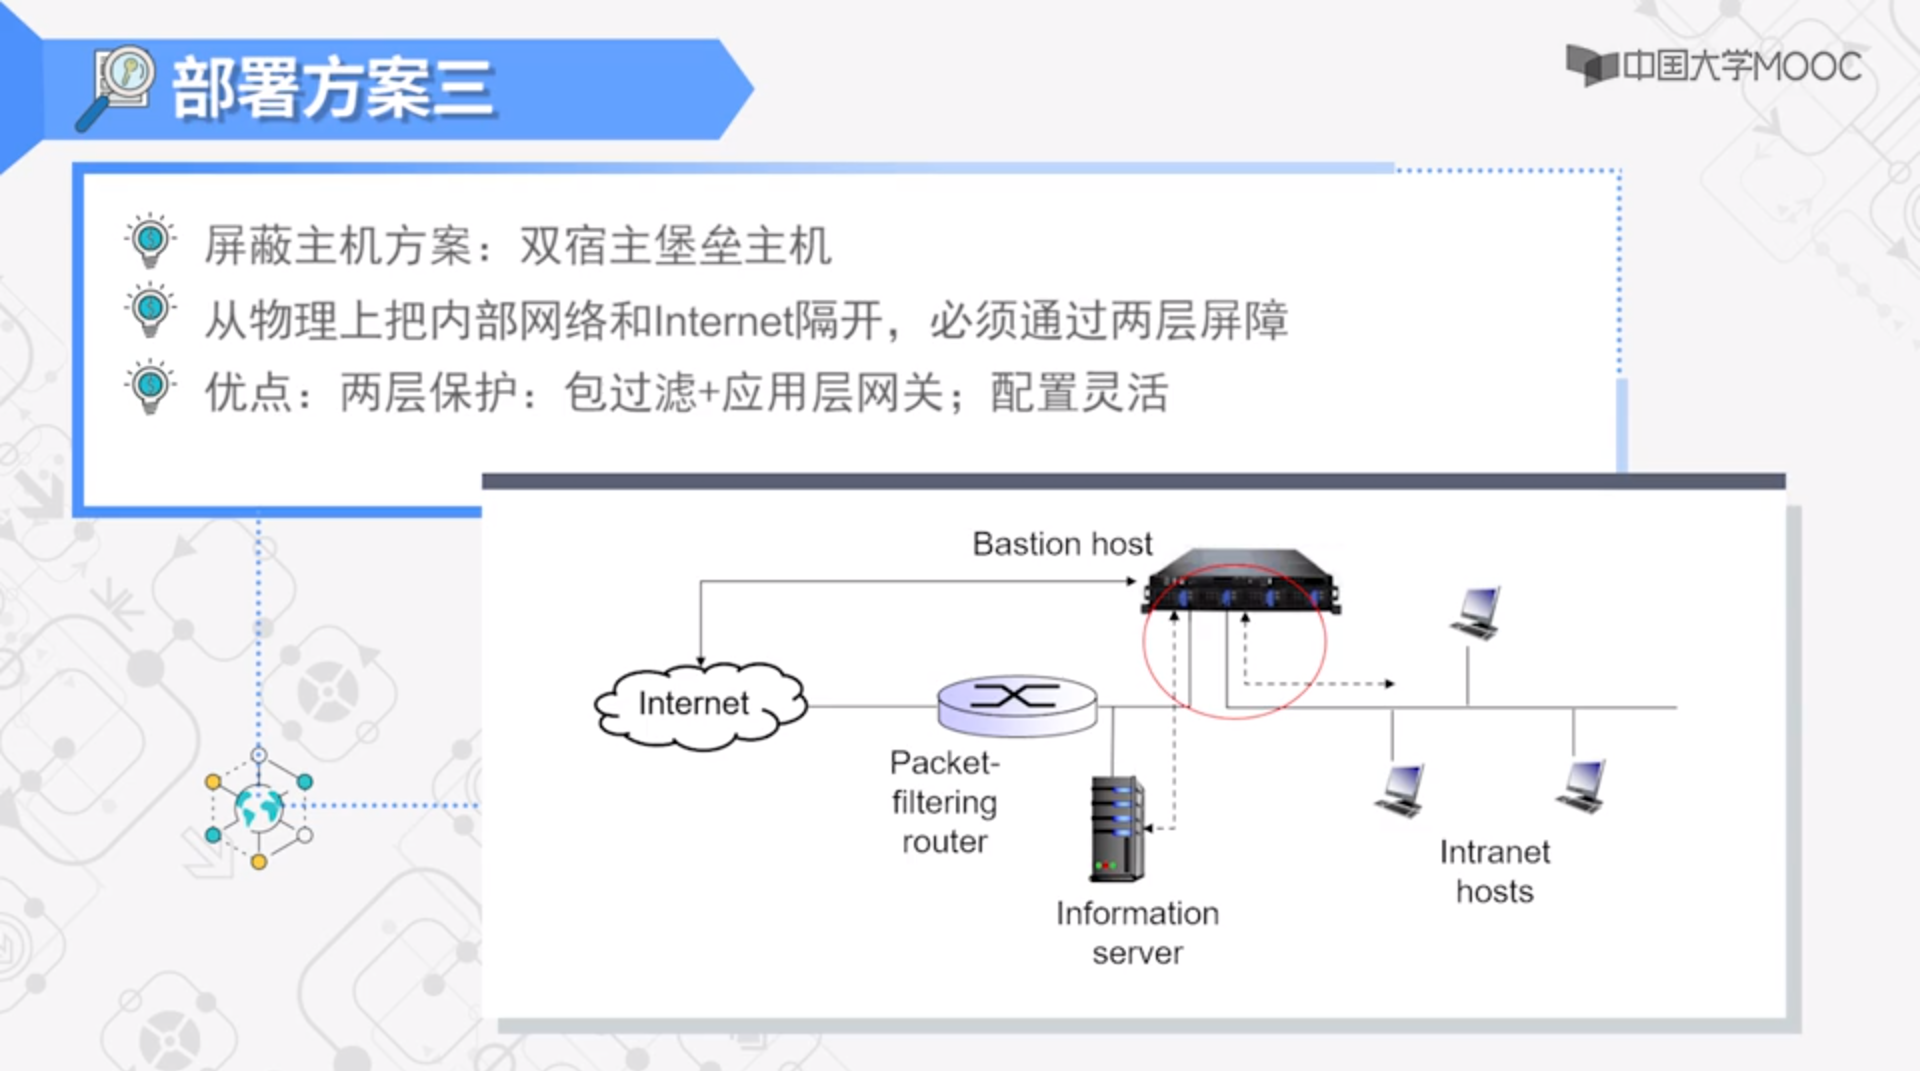 部署方案三
中国大学MOOC
屏蔽主机方案：双宿主堡垒主机
从物理上把内部网络和Internet隔开，必须通过两层屏障
优点：两层保护：包过滤+应用层网关；配置灵活
Bastion host
Internet
Packet-
filtering
router
Information
server
Intranet
hosts